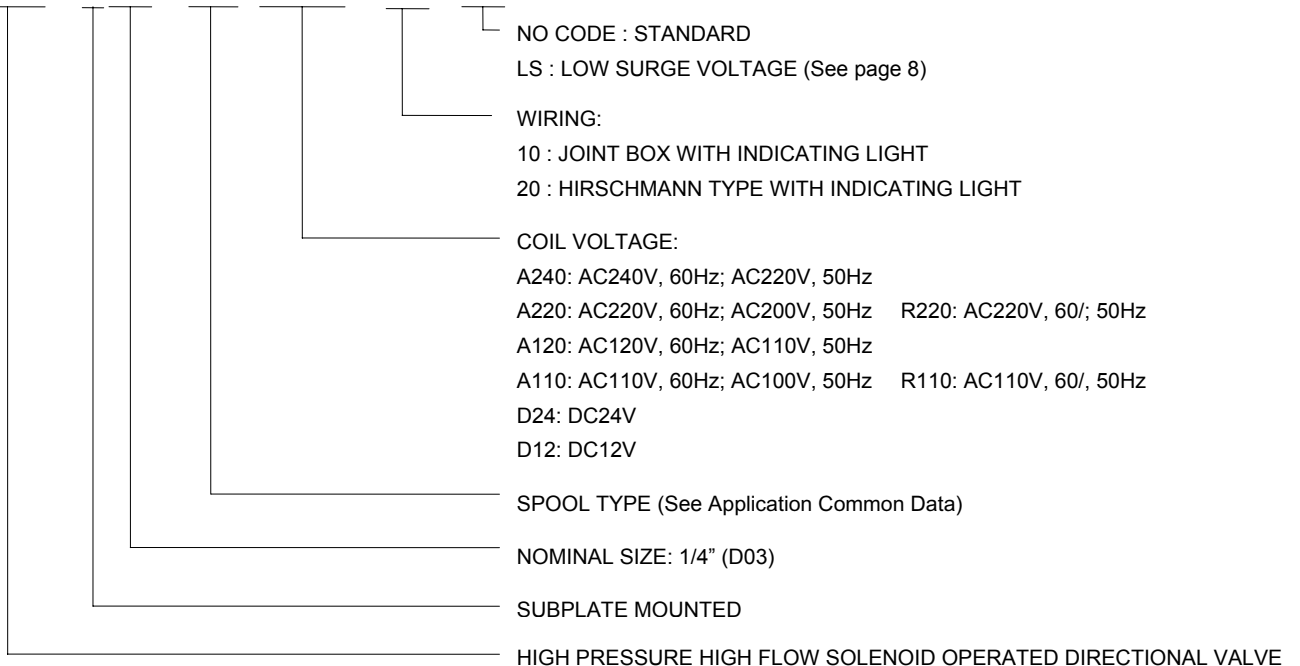 NO CODE : STANDARD
LS : LOW SURGE VOLTAGE (See page 8)
WIRING:
10 : JOINT BOX WITH INDICATING LIGHT
20 : HIRSCHMANN TYPE WITH INDICATING LIGHT
COIL VOLTAGE:
A240: AC240V, 60Hz; AC220V, 50Hz
A220: AC220V, 60Hz; AC200V, 50Hz R220: AC220V, 60/; 50Hz
A120: AC120V, 60Hz; AC110V, 50Hz
A110: AC110V, 60Hz; AC100V, 50Hz R110: AC110V, 60/, 50Hz
D24: DC24V
D12: DC12V
SPOOL TYPE (See Application Common Data)
NOMINAL SIZE: 1/4” (D03)
SUBPLATE MOUNTED
HIGH PRESSURE HIGH FLOW SOLENOID OPERATED DIRECTIONAL VALVE